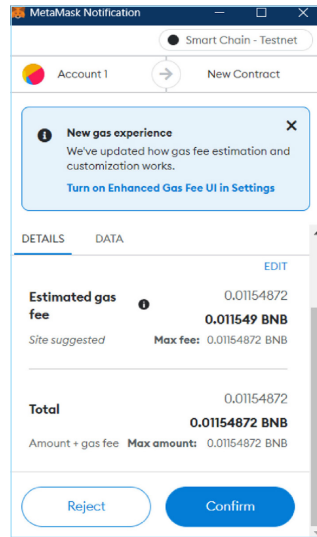 MetaMask Notification
Smart Chain - Testnet
Account 1
New Contract
New gas experience
We've updated how gas fee estimation and
customization works.
Turn on Enhanced Gas Fee UI in Settings
DETAILS DATA
EDIT
Estimated gas fee
0.01154872
0.011549 BNB
Site suggested Max fee: 0.01154872 BNB
Total
0.01154872
0.01154872 BNB
Amount + gas fee Max amount: 0.01154872 BNB
Reject Confirm